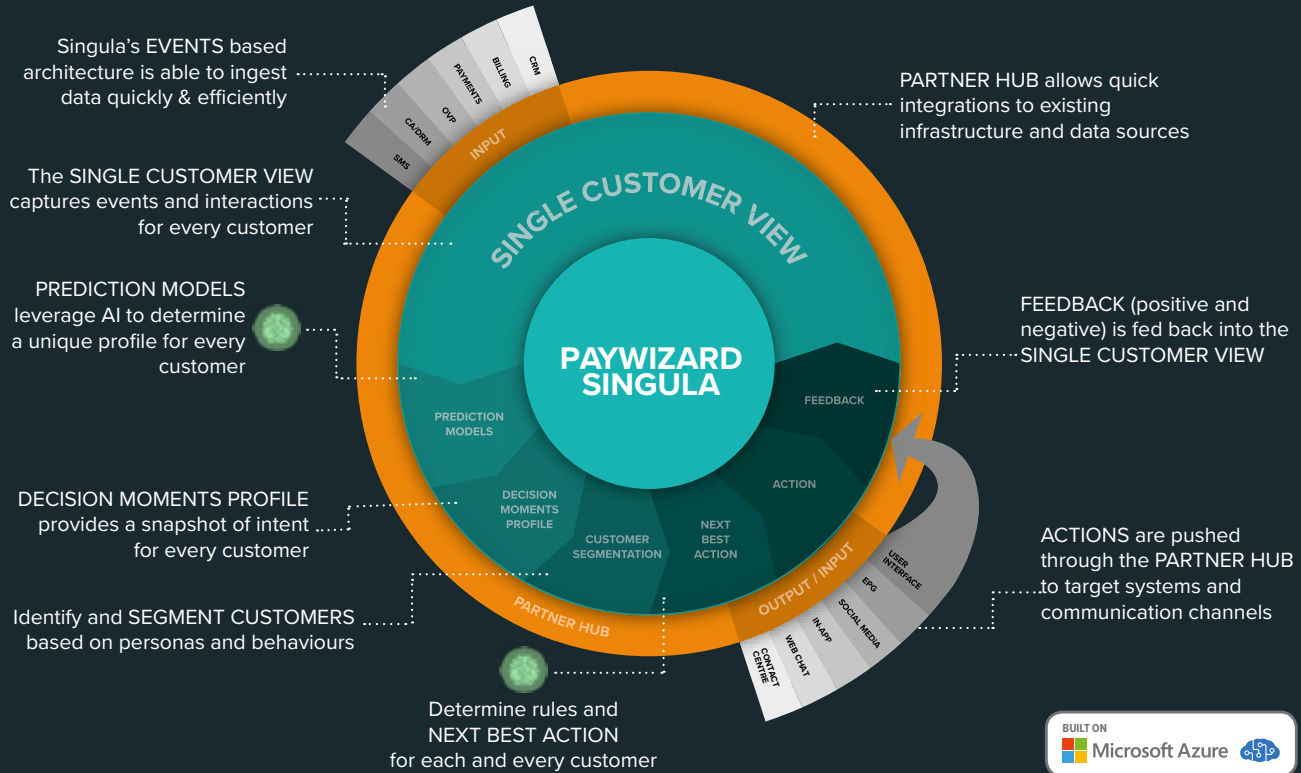 Singula's EVENTS based
architecture is able to ingest
data quickly & efficiently
The SINGLE CUSTOMER VIEW
captures events and interactions
for every customer
PREDICTION MODELS
leverage AI to determine
a unique profile for every
customer
DECISION MOMENTS PROFILE
provides a snapshot of intent
for every customer
Identify and SEGMENT CUSTOMERS
based on personas and behaviours
Determine rules and
NEXT BEST ACTION
for each and every customer
SMS
CA/DRM
OVP
PAYMENTS
BILLING
CRM
INPUT
SINGLE CUSTOMER VIEW
PAYWIZARD
SINGULA
PREDICTION
MODELS
DECISION
MOMENTS
PROFILE
CUSTOMER
SEGMENTATION
NEXT
BEST
ACTION
ACTION
FEEDBACK
PARTNER HUB
OUTPUT / INPUT
CONTACT
CENTRE
WEB CHAT
IN-APP
SOCIAL MEDIA
EPG
USER
INTERFACE
PARTNER HUB allows quick
integrations to existing
infrastructure and data sources
FEEDBACK (positive and
negative) is fed back into the
SINGLE CUSTOMER VIEW
ACTIONS are pushed
through the PARTNER HUB
to target systems and
communication channels
BUILT ON
Microsoft Azure